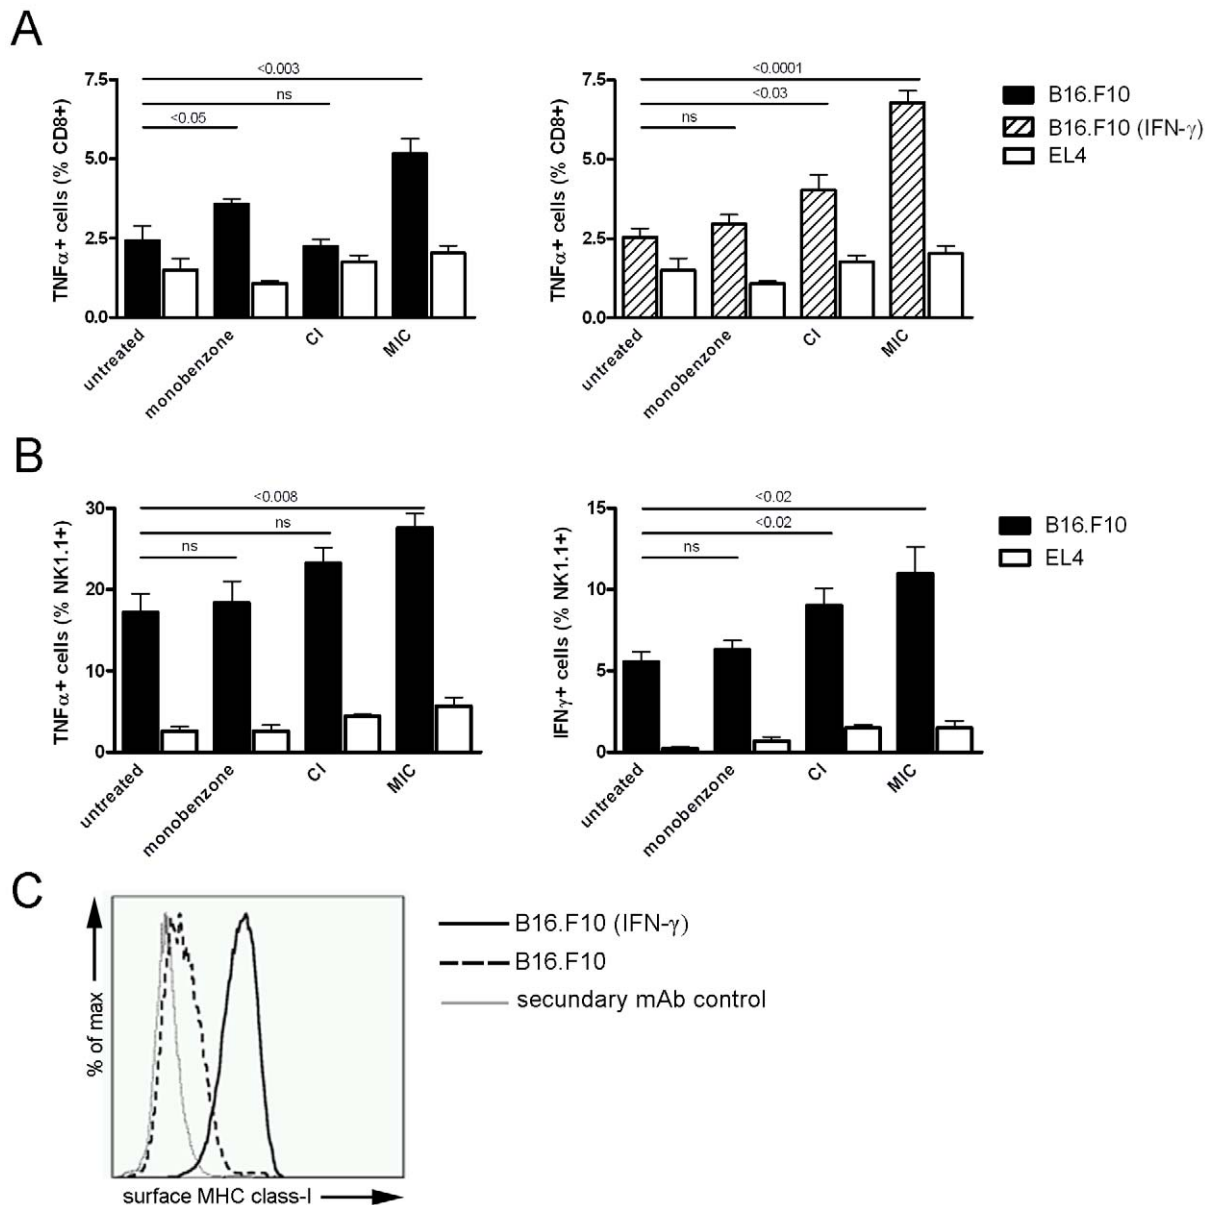 A
TNFα+ cells (% CD8+)
7.5
5.0
2.5
0.0
<0.003
ns
<0.05
untreated
monobenzone
CI
MIC
TNFα+ cells (% CD8+)
7.5
5.0
2.5
0.0
<0.0001
<0.03
ns
untreated
monobenzone
CI
MIC
B16.F10
B16.F10 (IFN-γ)
EL4
B
TNFα+ cells (% NK1.1+)
30
20
10
0
<0.008
ns
ns
untreated
monobenzone
CI
MIC
IFNγ+ cells (% NK1.1+)
15
10
5
0
<0.02
<0.02
ns
untreated
monobenzone
CI
MIC
B16.F10
EL4
C
% of max
surface MHC class-I
B16.F10 (IFN-γ)
B16.F10
secundary mAb control